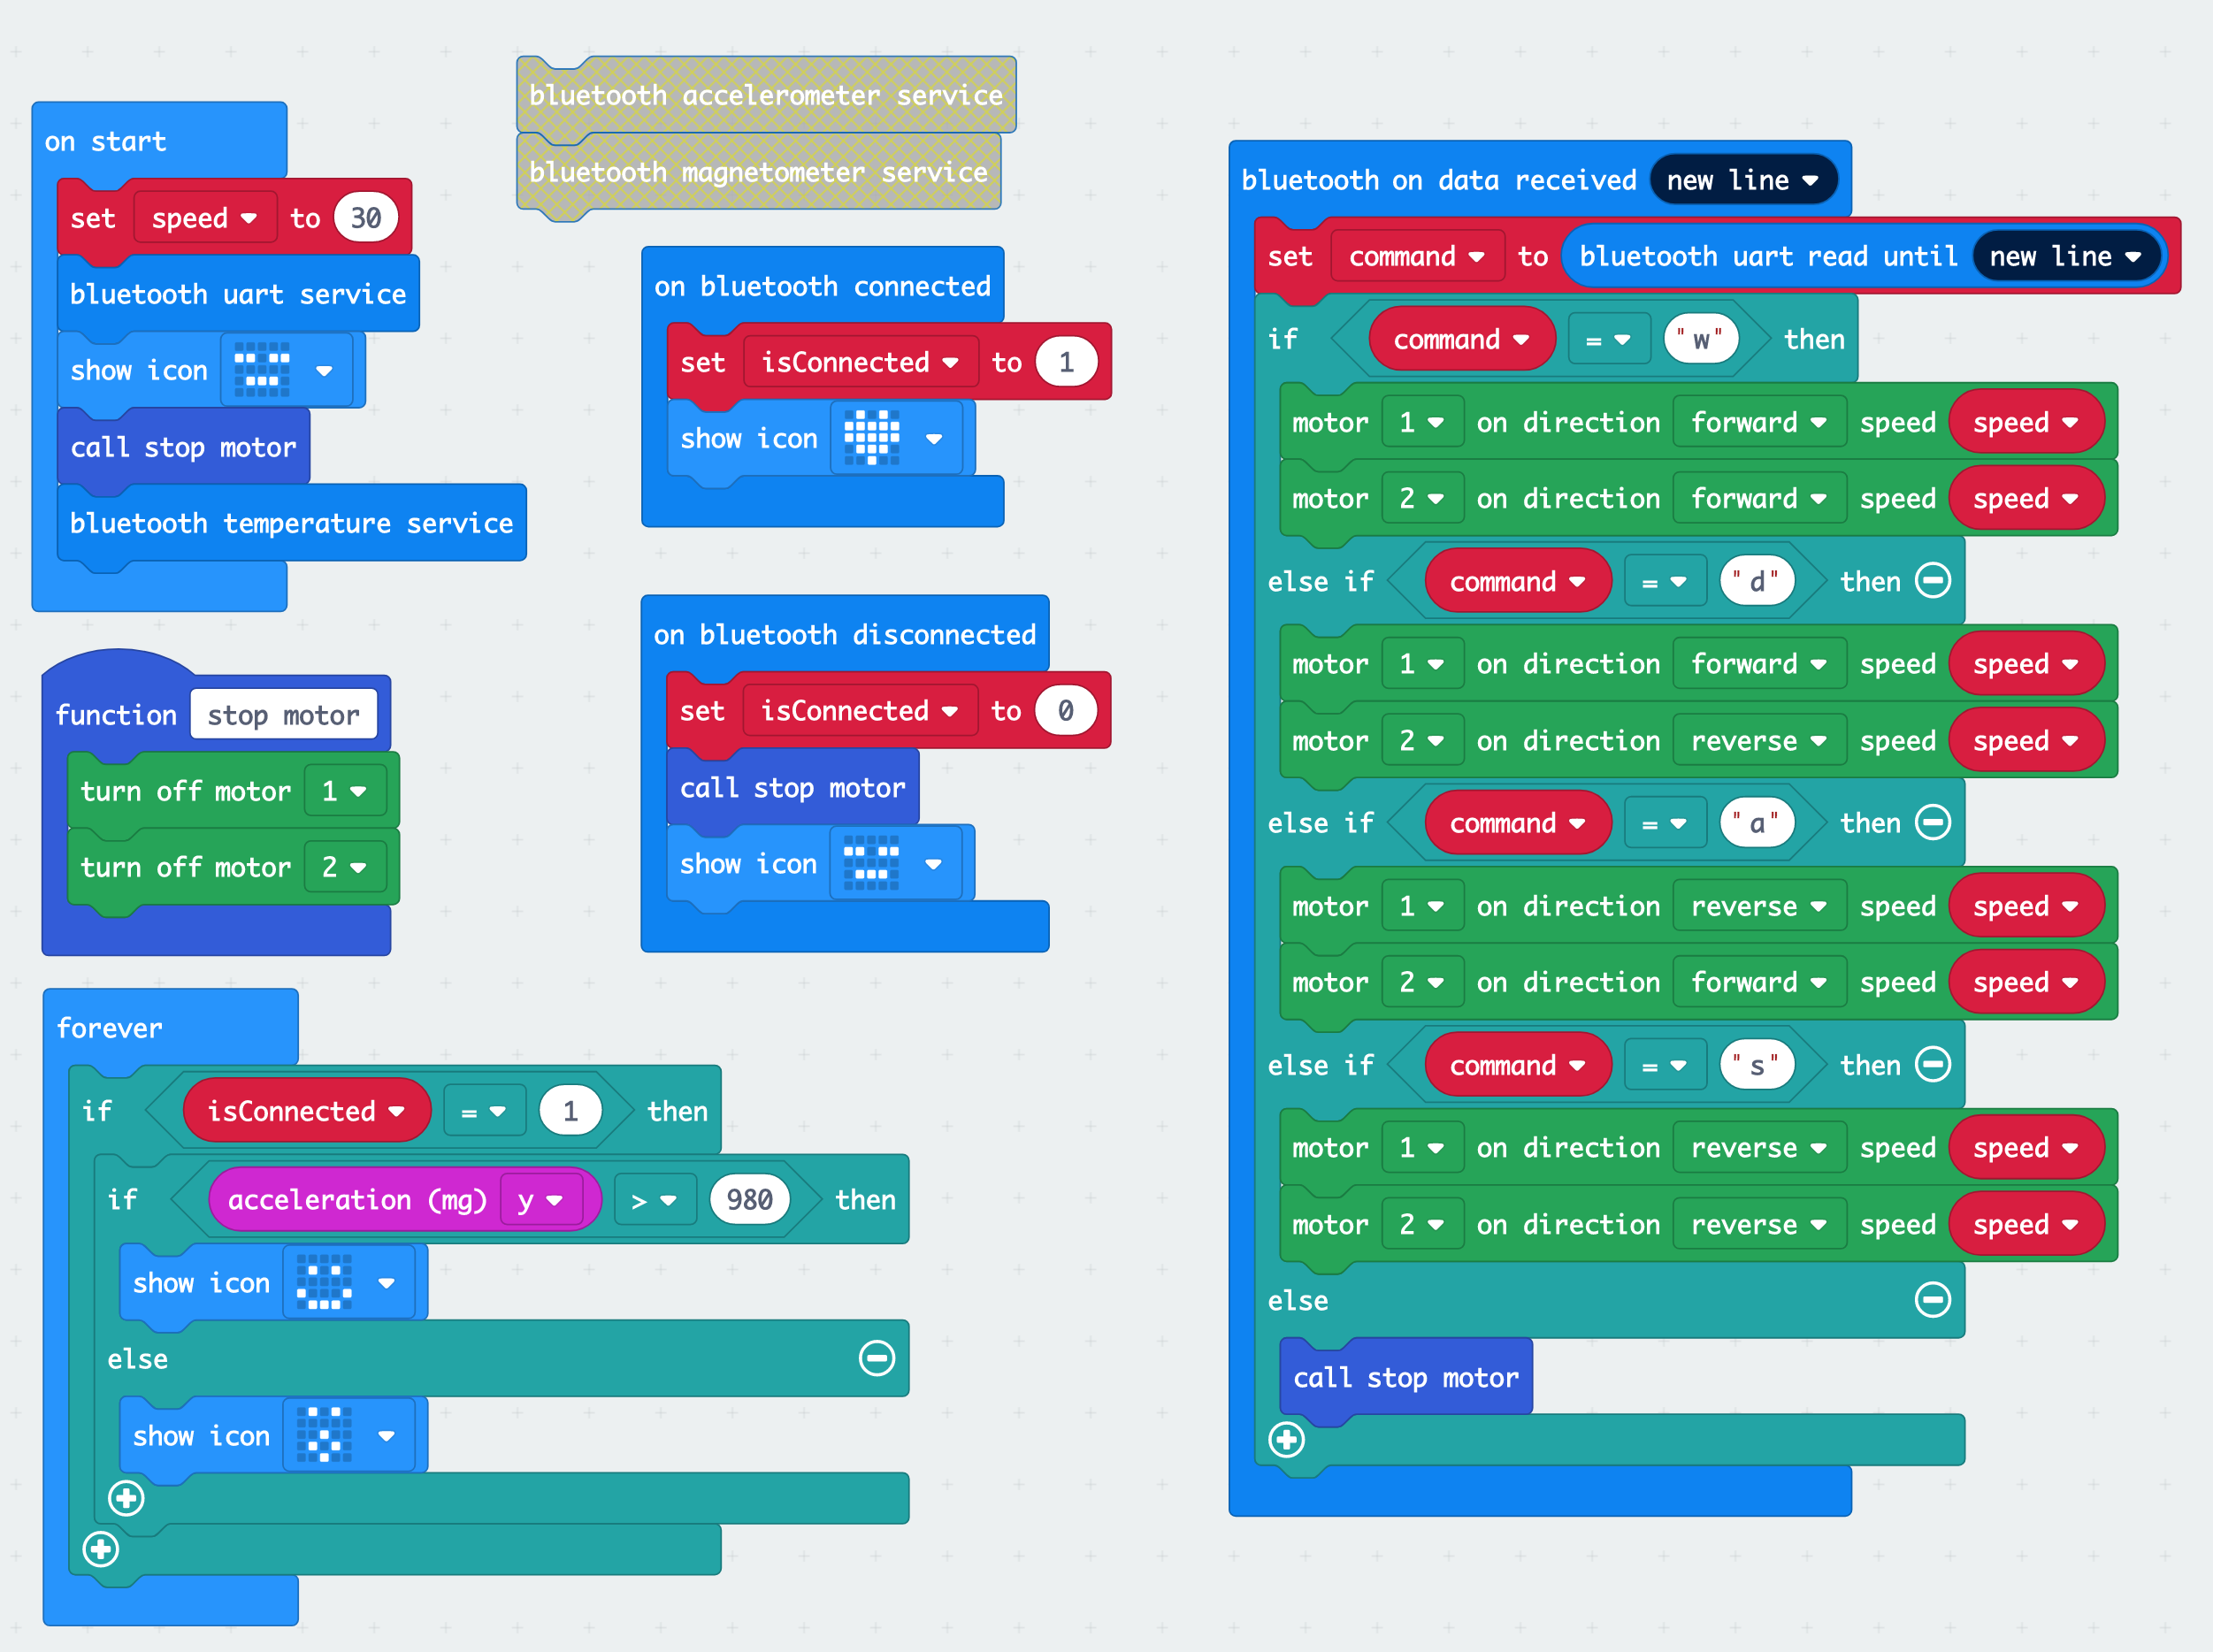 on start
set speed to 30
bluetooth uart service
show icon
call stop motor
bluetooth temperature service
function stop motor
turn off motor 1
turn off motor 2
forever
if isConnected = 1 then
if acceleration (mg) y > 980 then
show icon
else
show icon
bluetooth accelerometer service
bluetooth magnetometer service
on bluetooth connected
set isConnected to 1
show icon
on bluetooth disconnected
set isConnected to 0
call stop motor
show icon
bluetooth on data received new line
set command to bluetooth uart read until new line
if command = "w" then
motor 1 on direction forward speed speed
motor 2 on direction forward speed speed
else if command = "d" then
motor 1 on direction forward speed speed
motor 2 on direction reverse speed speed
else if command = "a" then
motor 1 on direction reverse speed speed
motor 2 on direction forward speed speed
else if command = "s" then
motor 1 on direction reverse speed speed
motor 2 on direction reverse speed speed
else
call stop motor